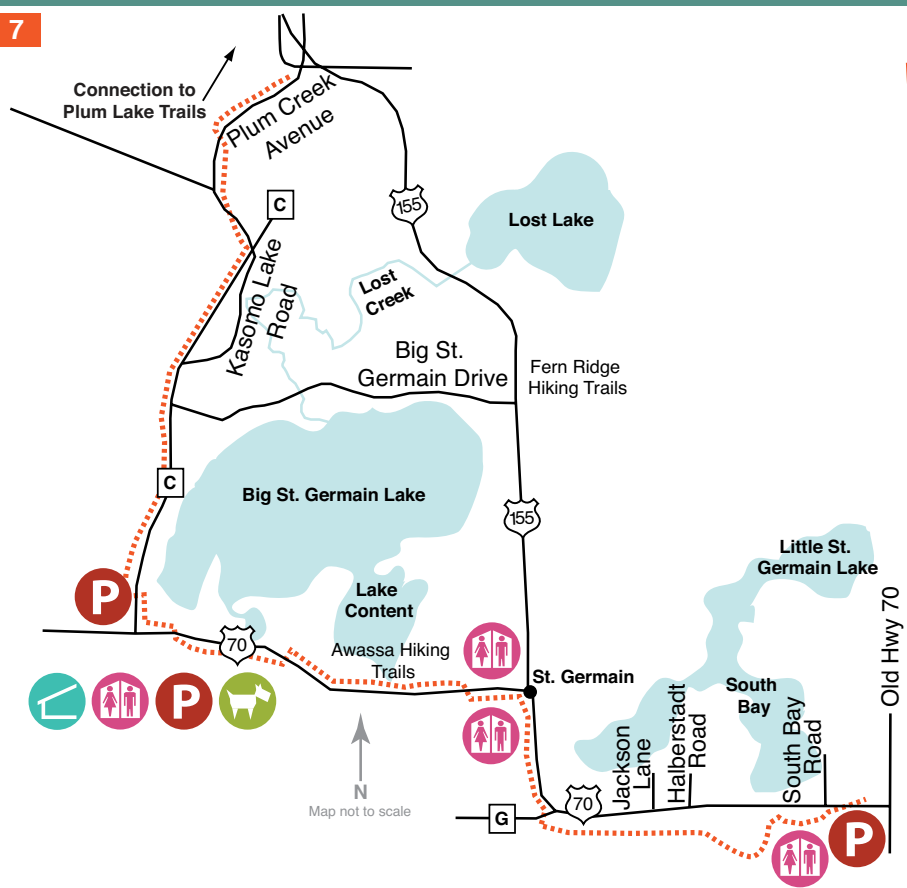 7
Connection to
Plum Lake Trails
Plum Creek
Avenue
C
155
Lost Lake
Kasomo Lake
Road
Lost
Creek
Big St.
Germain Drive
Fern Ridge
Hiking Trails
C
Big St. Germain Lake
155
Little St.
Germain Lake
P
Lake
Content
Old Hwy 70
70
Awassa Hiking
Trails
St. Germain
P
South
Bay
Jackson
Lane
Halberstadt
Road
South Bay
Road
N
Map not to scale
70
G
P